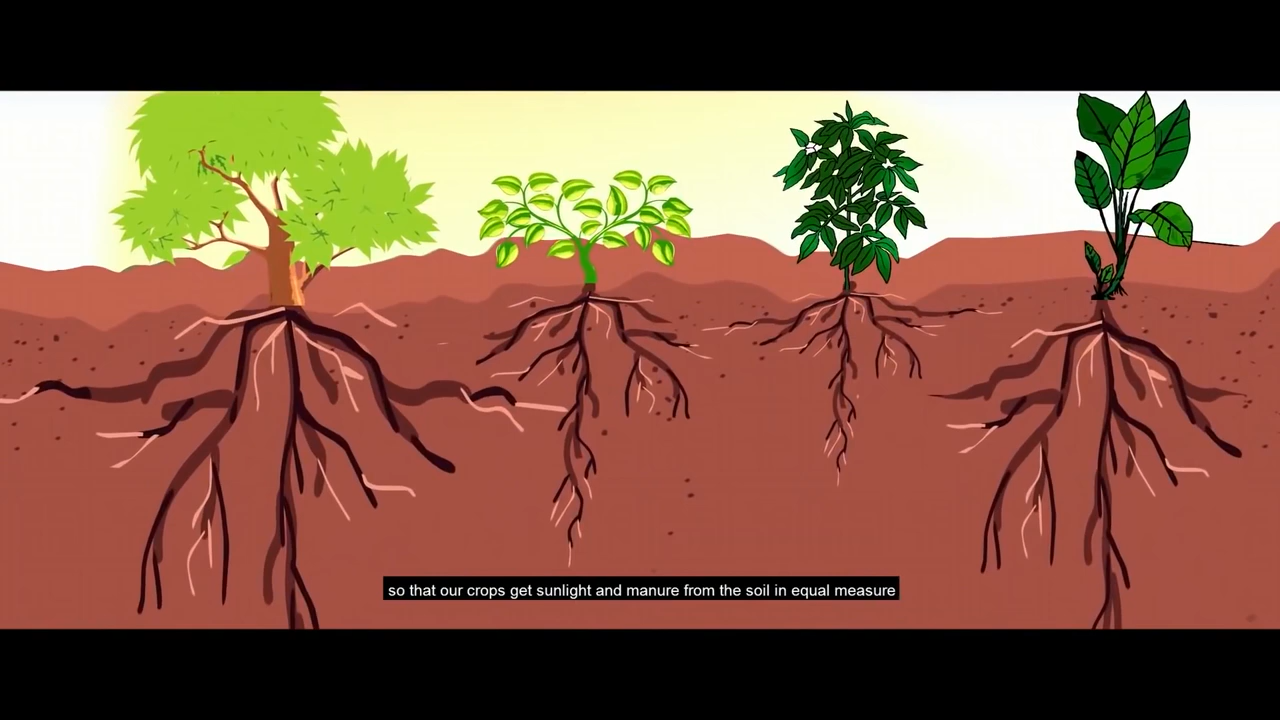 so that our crops get sunlight and manure from the soil in equal measure